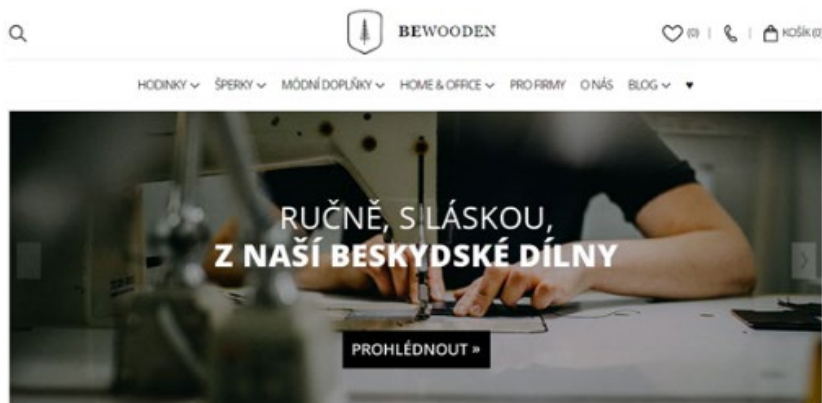 BEWOODEN
(0) | | KOŠÍK (0)
HODINKY ŠPERKY MÓDNÍ DOPLŇKY HOME & OFFICE PRO FIRMY O NÁS BLOG ♥
RUČNĚ, S LÁSKOU,
Z NAŠÍ BESKYDSKÉ DÍLNY
PROHLÉDNOUT »